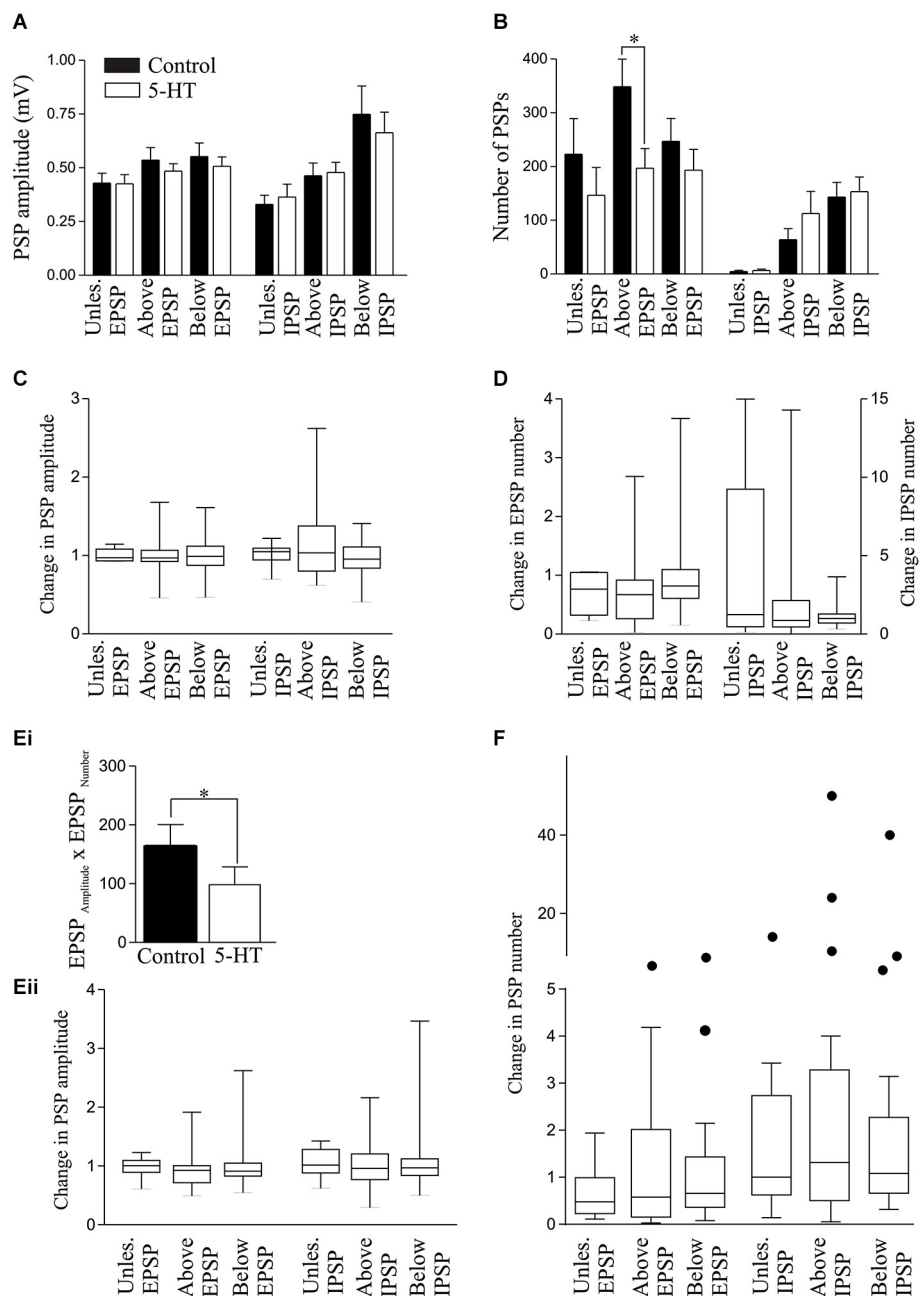 A
PSP amplitude (mV)
1.00
0.75
0.50
0.25
0.00
Control
5-HT
Unles. EPSP
Above EPSP
Below EPSP
Unles. IPSP
Above IPSP
Below IPSP
B
Number of PSPs
400
300
200
100
0
*
Unles. EPSP
Above EPSP
Below EPSP
Unles. IPSP
Above IPSP
Below IPSP
C
Change in PSP amplitude
3
2
1
0
Unles. EPSP
Above EPSP
Below EPSP
Unles. IPSP
Above IPSP
Below IPSP
D
Change in EPSP number
4
3
2
1
0
15
10
5
0
Change in IPSP number
Unles. EPSP
Above EPSP
Below EPSP
Unles. IPSP
Above IPSP
Below IPSP
Ei
EPSP Amplitude x EPSP Number
300
200
100
0
*
Control 5-HT
Eii
Change in PSP amplitude
4
3
2
1
0
Unles. EPSP
Above EPSP
Below EPSP
Unles. IPSP
Above IPSP
Below IPSP
F
Change in PSP number
40
20
5
4
3
2
1
0
Unles. EPSP
Above EPSP
Below EPSP
Unles. IPSP
Above IPSP
Below IPSP